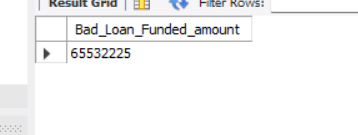 Result Grid Filter Rows:
Bad_Loan_Funded_amount
65532225